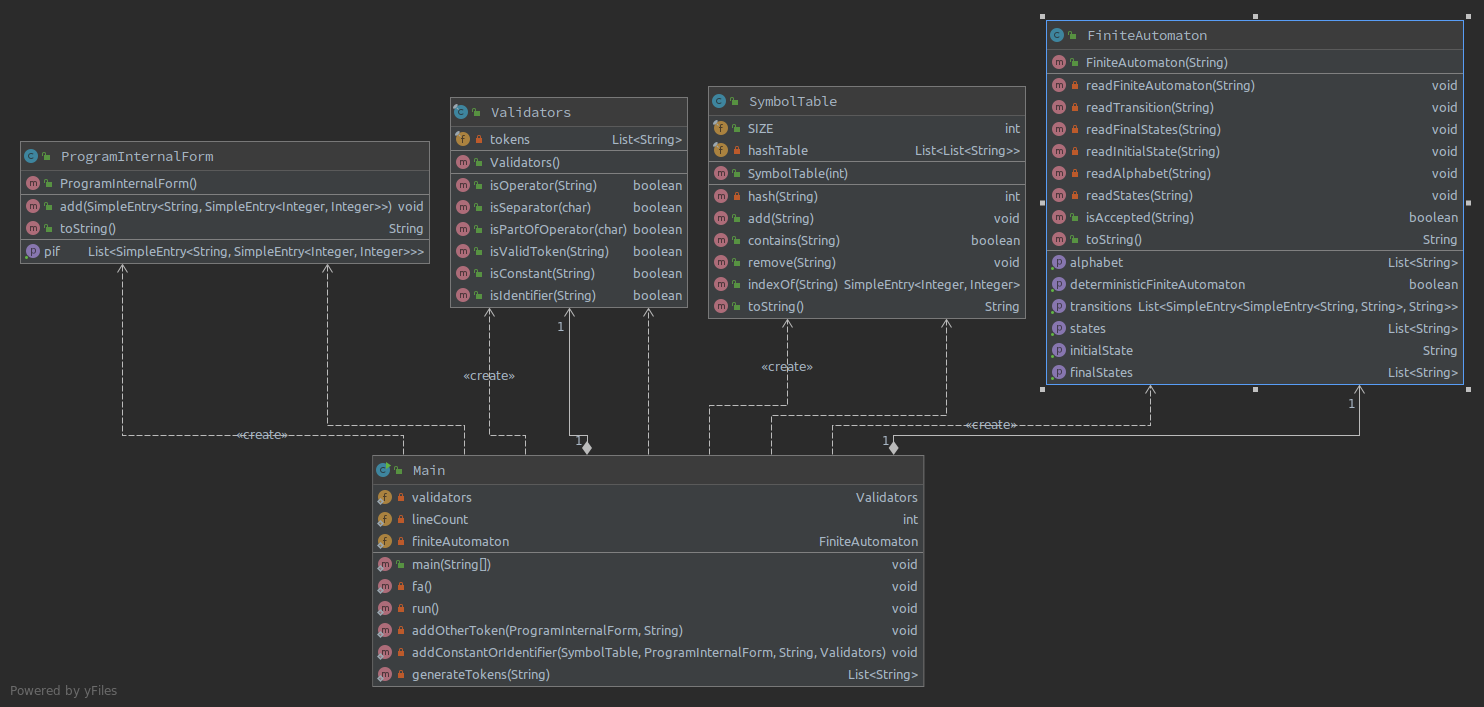 ProgramInternalForm
ProgramInternalForm()
add(SimpleEntry<String, SimpleEntry<Integer, Integer>>) void
toString() String
pif List<SimpleEntry<String, SimpleEntry<Integer, Integer>>>
Validators
tokens List<String>
Validators()
isOperator(String) boolean
isSeparator(char) boolean
isPartOfOperator(char) boolean
isValidToken(String) boolean
isConstant(String) boolean
isIdentifier(String) boolean
SymbolTable
SIZE int
hashTable List<List<String>>
SymbolTable(int)
hash(String) int
add(String) void
contains(String) boolean
remove(String) void
indexOf(String) SimpleEntry<Integer, Integer>
toString() String
FiniteAutomaton
FiniteAutomaton(String)
readFiniteAutomaton(String) void
readTransition(String) void
readFinalStates(String) void
readInitialState(String) void
readAlphabet(String) void
readStates(String) void
isAccepted(String) boolean
toString() String
alphabet List<String>
deterministicFiniteAutomaton boolean
transitions List<SimpleEntry<SimpleEntry<String, String>, String>>
states List<String>
initialState String
finalStates List<String>
1
«create»
«create»
1
«create»
«create»
1
1
Main
validators Validators
lineCount int
finiteAutomaton FiniteAutomaton
main(String[]) void
fa() void
run() void
addOtherToken(ProgramInternalForm, String) void
addConstantOrIdentifier(SymbolTable, ProgramInternalForm, String, Validators) void
generateTokens(String) List<String>
Powered by yFiles